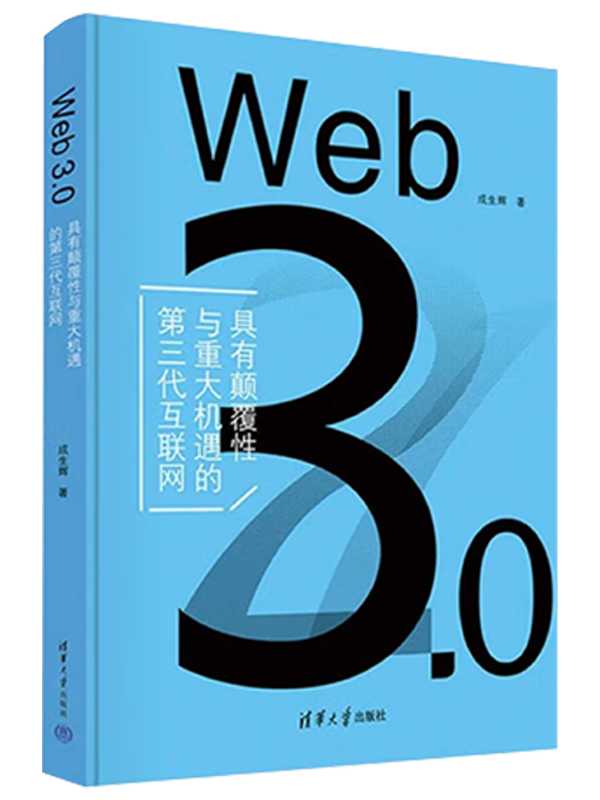 Web
3.0
成生辉 著
具有颠覆性
与重大机遇的
第三代互联网
清华大学出版社
Web 3.0
具有颠覆性与重大机遇
的第三代互联网
成生辉 著
清华大学出版社